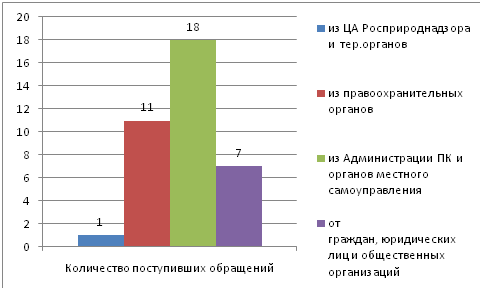 20
18
16
14
12
10
8
6
4
2
0
1
11
18
7
Количество поступивших обращений
из ЦА Росприроднадзора
и тер.органов
из правоохранительных
органов
из Администрации ПК и
органов местного
самоуправления
от
граждан, юридических
лиц и общественных
организаций